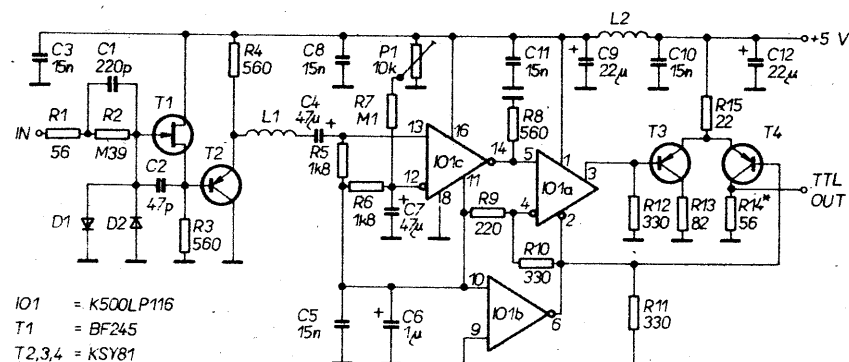 L2
+5 V
C3
15n
C1
220p
R4
560
C8
15n
P1
10k
C11
15n
C9
22µ
C10
15n
C12
22µ
T1
L1
C4
47µ
R7
M1
R8
560
R15
22
IN
R1
56
R2
M39
T2
13
16
14
5
1
T3
T4
C2
47p
R5
1k8
IO1c
IO1a
3
12
11
8
R9
220
4
2
TTL
OUT
D1
D2
R3
560
R6
1k8
C7
47µ
R10
330
R12
330
R13
82
R14*
56
IO1 = K500LP116
T1 = BF245
T2,3,4 = KSY81
C5
15n
C6
1µ
10
9
IO1b
6
R11
330